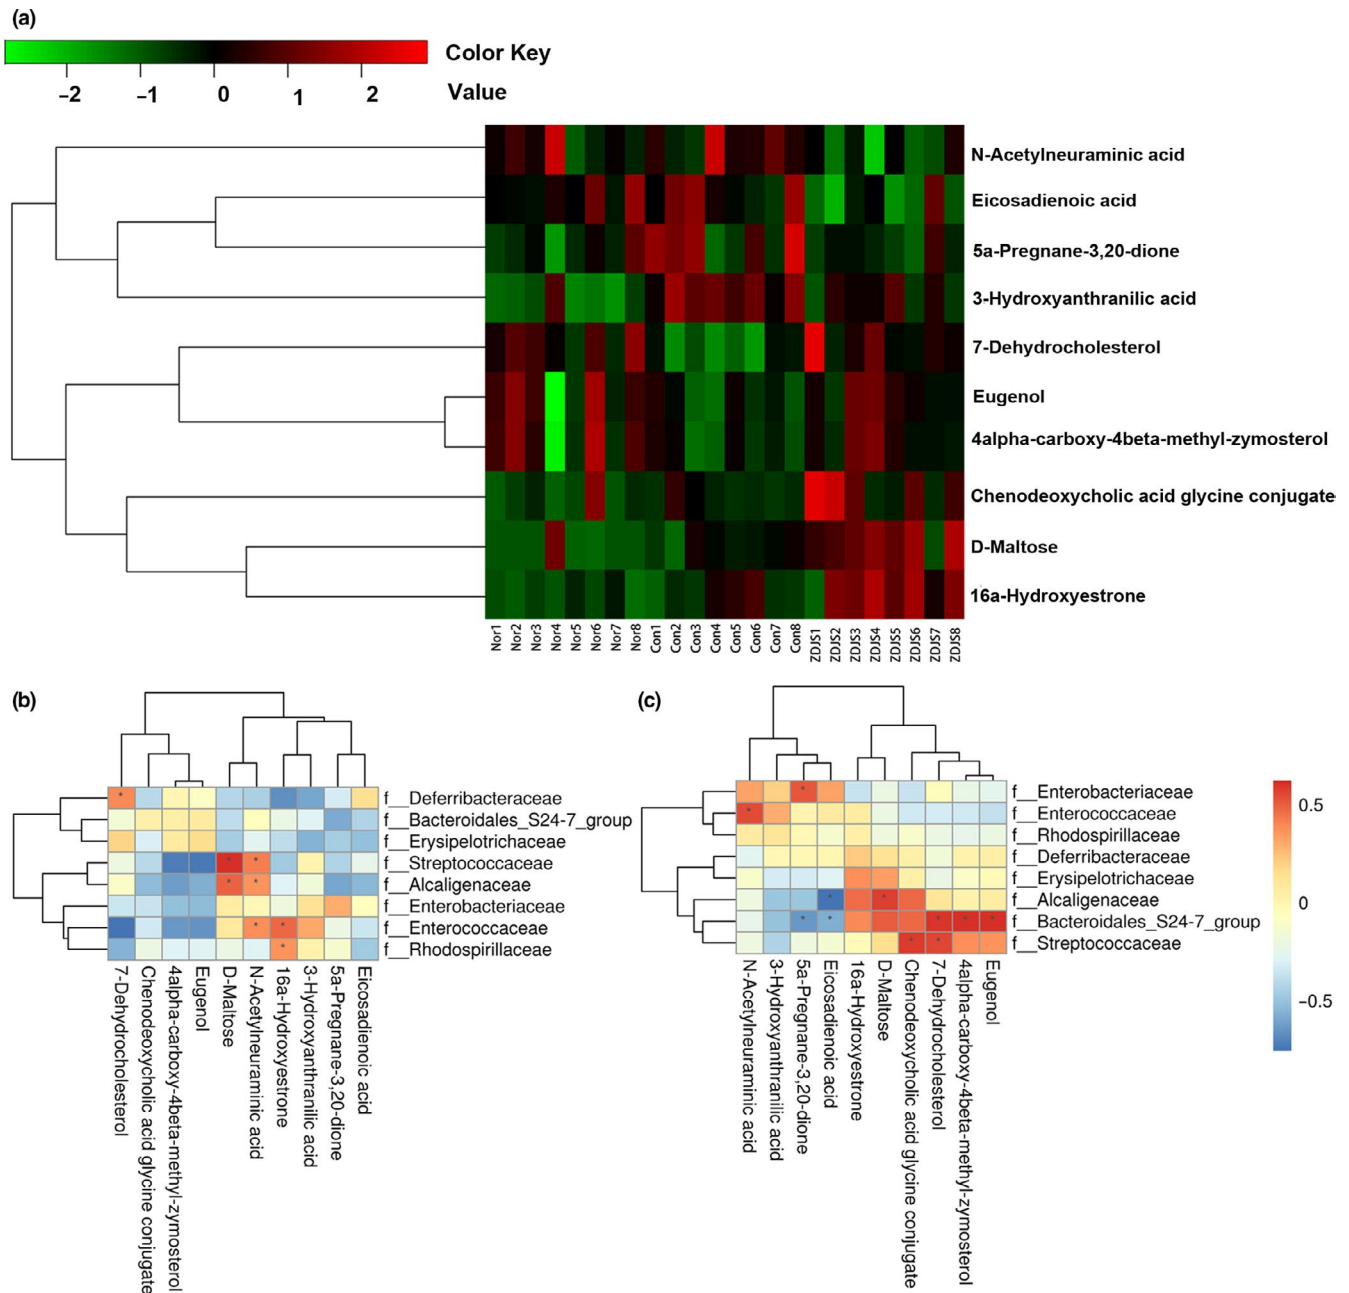 (a)
Color Key
−2 −1 0 1 2 Value
N-Acetylneuraminic acid
Eicosadienoic acid
5a-Pregnane-3,20-dione
3-Hydroxyanthranilic acid
7-Dehydrocholesterol
Eugenol
4alpha-carboxy-4beta-methyl-zymosterol
Chenodeoxycholic acid glycine conjugate
D-Maltose
16a-Hydroxyestrone
Nor1 Nor2 Nor3 Nor4 Nor5 Nor6 Nor7 Nor8 Con1 Con2 Con3 Con4 Con5 Con6 Con7 Con8 ZDJS1 ZDJS2 ZDJS3 ZDJS4 ZDJS5 ZDJS6 ZDJS7 ZDJS8
(b)
f__Deferribacteraceae
f__Bacteroidales_S24-7_group
f__Erysipelotrichaceae
f__Streptococcaceae
f__Alcaligenaceae
f__Enterobacteriaceae
f__Enterococcaceae
f__Rhodospirillaceae
7-Dehydrocholesterol
Chenodeoxycholic acid glycine conjugate
4alpha-carboxy-4beta-methyl-zymosterol
Eugenol
D-Maltose
N-Acetylneuraminic acid
16a-Hydroxyestrone
3-Hydroxyanthranilic acid
5a-Pregnane-3,20-dione
Eicosadienoic acid
(c)
f__Enterobacteriaceae
f__Enterococcaceae
f__Rhodospirillaceae
f__Deferribacteraceae
f__Erysipelotrichaceae
f__Alcaligenaceae
f__Bacteroidales_S24-7_group
f__Streptococcaceae
N-Acetylneuraminic acid
3-Hydroxyanthranilic acid
5a-Pregnane-3,20-dione
Eicosadienoic acid
16a-Hydroxyestrone
D-Maltose
Chenodeoxycholic acid glycine conjugate
7-Dehydrocholesterol
4alpha-carboxy-4beta-methyl-zymosterol
Eugenol
0.5
0
−0.5